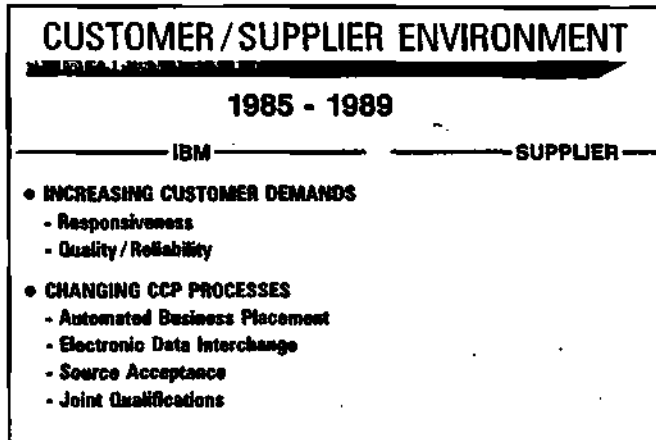 CUSTOMER/SUPPLIER ENVIRONMENT
1985 - 1989
IBM SUPPLIER
• INCREASING CUSTOMER DEMANDS
- Responsiveness
- Quality/Reliability
• CHANGING CCP PROCESSES
- Automated Business Placement
- Electronic Data Interchange
- Source Acceptance
- Joint Qualifications